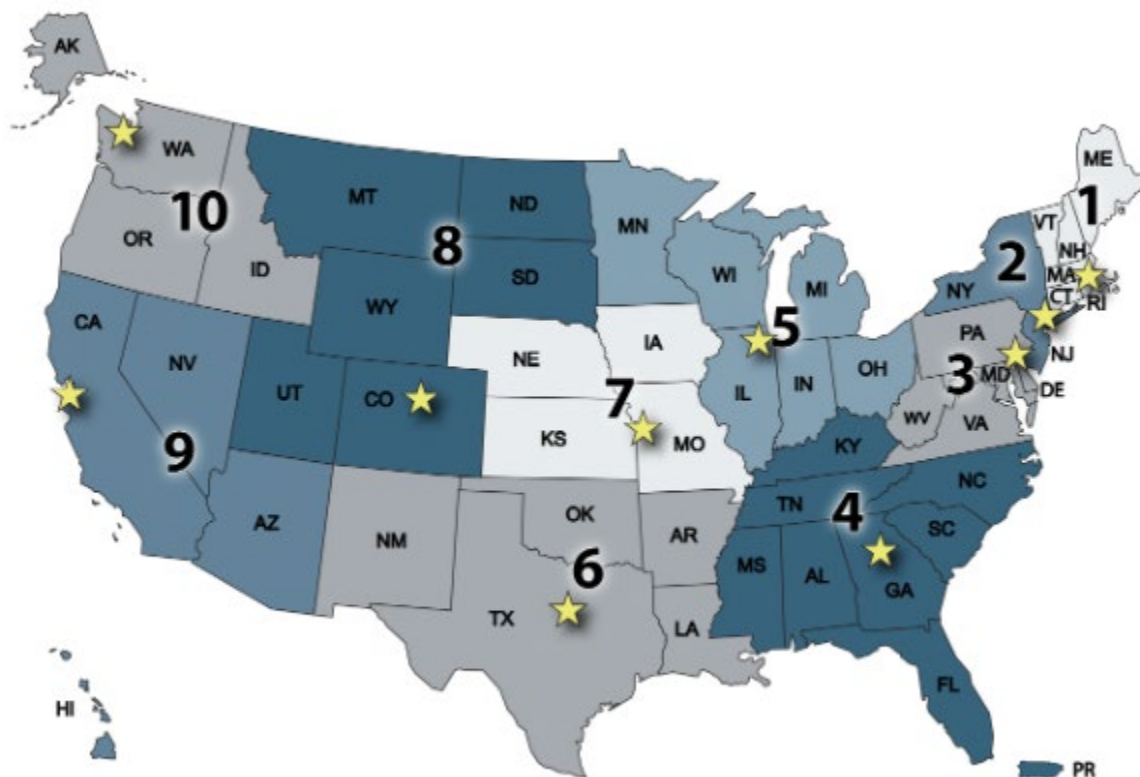 AK
WA
ME
MT
ND
10
1
MN
VT
OR
8
2
NH
ID
SD
WI
MA
MI
NY
CT
RI
WY
CA
5
PA
NE
IA
NJ
NV
OH
3
MD
UT
CO
7
IL
IN
DE
WV
VA
KS
MO
9
KY
NC
TN
4
AZ
OK
SC
NM
AR
6
MS
AL
GA
TX
LA
FL
HI
PR